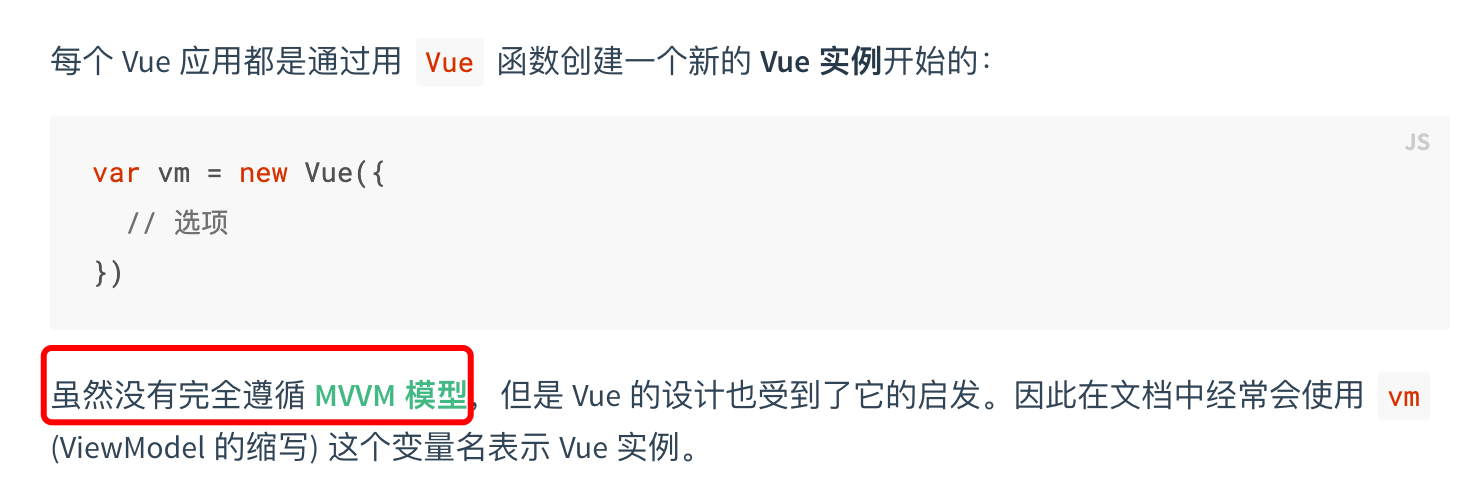 每个 Vue 应用都是通过用 Vue 函数创建一个新的 Vue 实例开始的：
JS
var vm = new Vue({
  // 选项
})
虽然没有完全遵循 MVVM 模型，但是 Vue 的设计也受到了它的启发。因此在文档中经常会使用 vm
(ViewModel 的缩写) 这个变量名表示 Vue 实例。